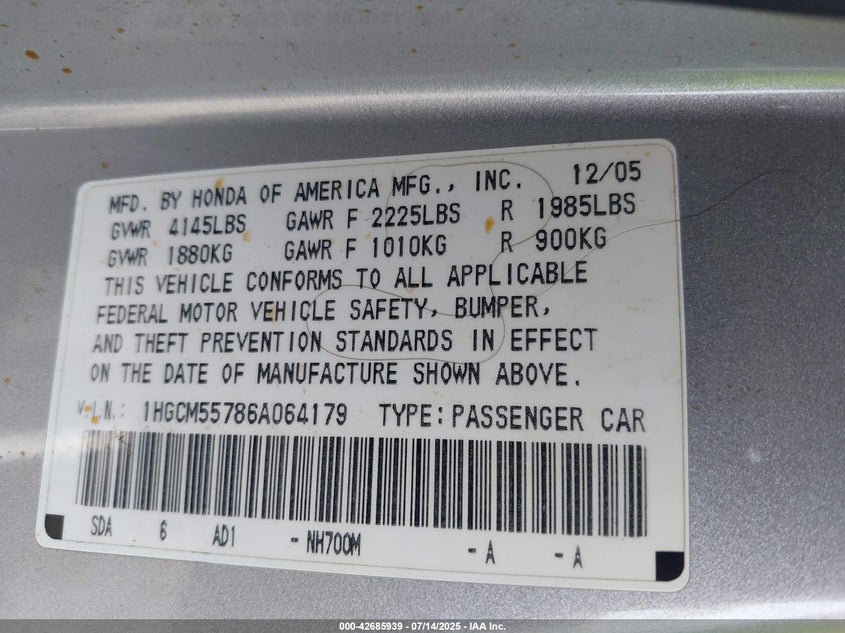 MFD. BY HONDA OF AMERICA MFG., INC. 12/05
GVWR 4145LBS GAWR F 2225LBS R 1985LBS
GVWR 1880KG GAWR F 1010KG R 900KG
THIS VEHICLE CONFORMS TO ALL APPLICABLE
FEDERAL MOTOR VEHICLE SAFETY, BUMPER,
AND THEFT PREVENTION STANDARDS IN EFFECT
ON THE DATE OF MANUFACTURE SHOWN ABOVE.
V.I.N.: 1HGCM55786A064179 TYPE: PASSENGER CAR
SDA 6 AD1 - NH700M - A - A
000-42685939 - 07/14/2025 - IAA Inc.